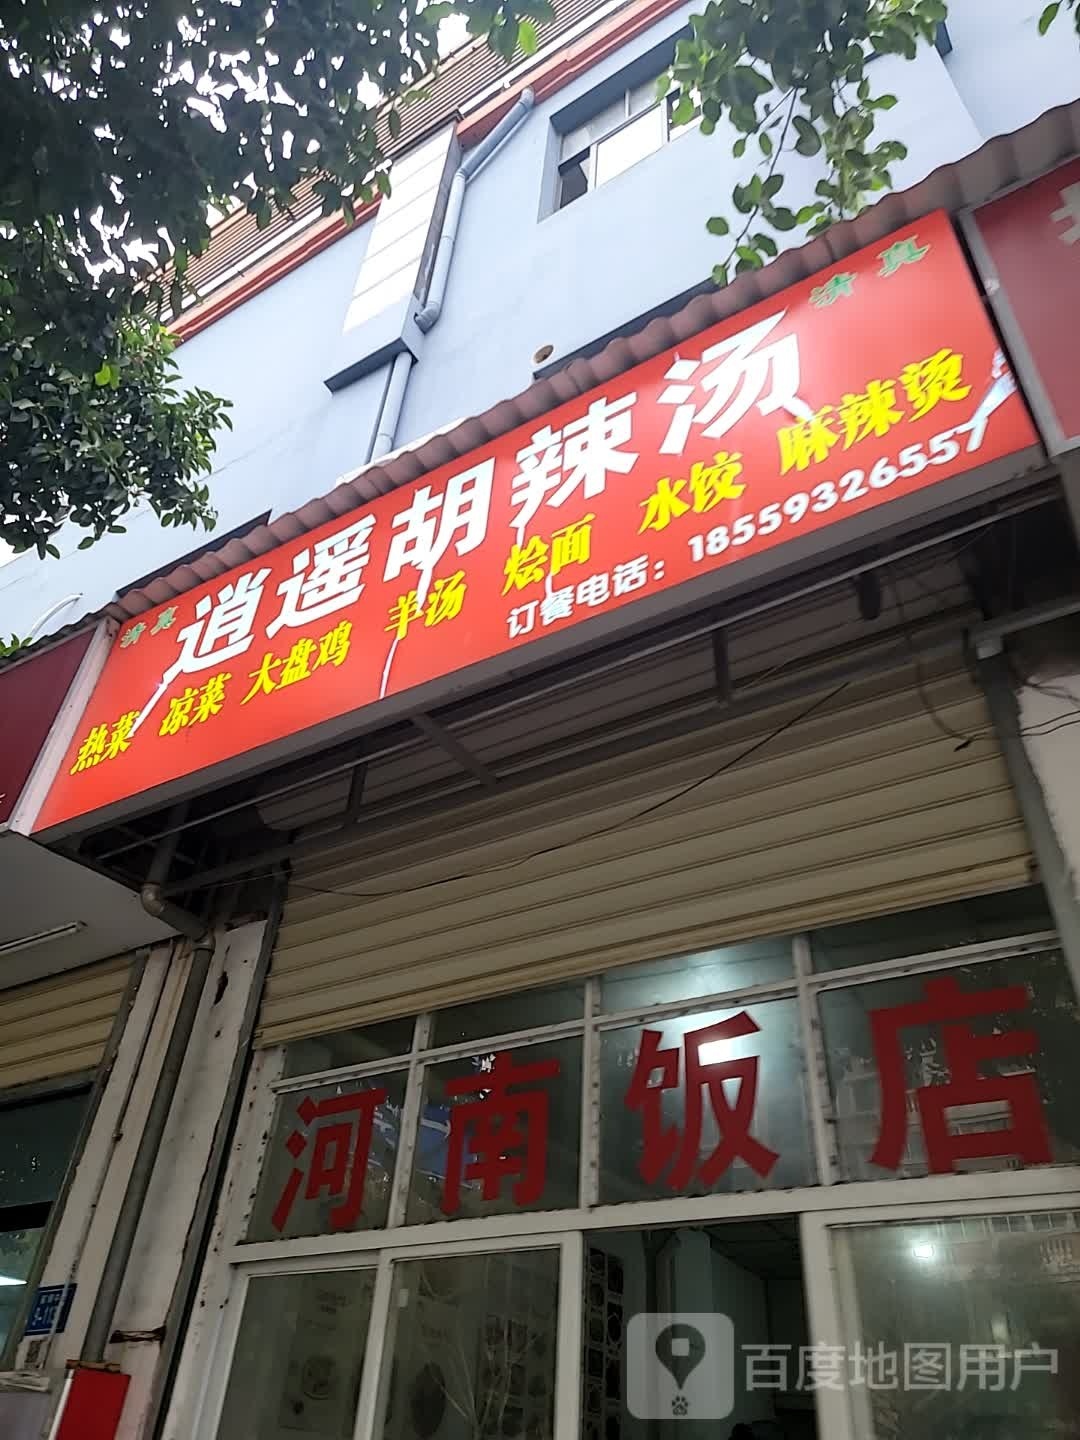 清真
清真
逍遥胡辣汤
热菜 凉菜 大盘鸡 羊汤 烩面 水饺 麻辣烫
订餐电话：18559326557
河南饭店
百度地图用户